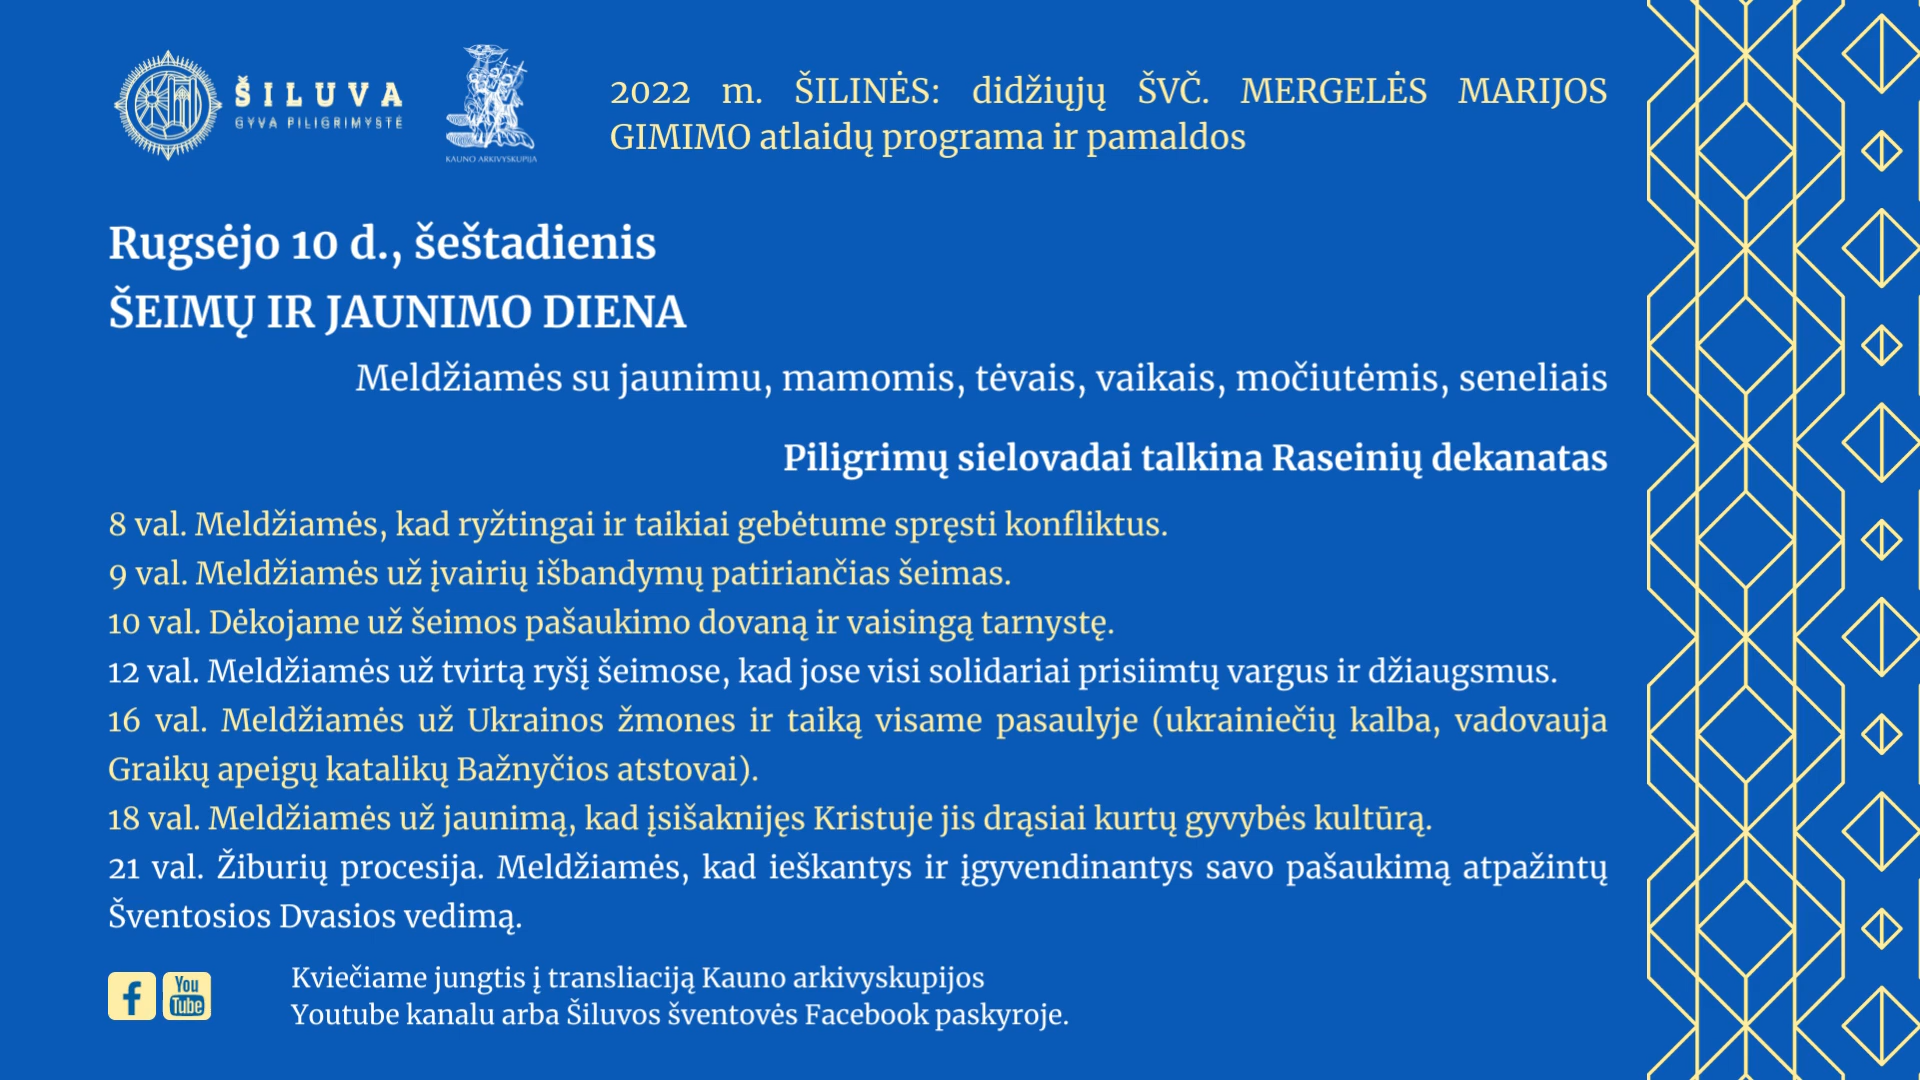 ŠILUVA
GYVA PILIGRIMYSTĖ
KAUNO ARKIVYSKUPIJA
2022 m. ŠILINĖS: didžiųjų ŠVČ. MERGELĖS MARIJOS
GIMIMO atlaidų programa ir pamaldos
Rugsėjo 10 d., šeštadienis
ŠEIMŲ IR JAUNIMO DIENA
Meldžiamės su jaunimu, mamomis, tėvais, vaikais, močiutėmis, seneliais
Piligrimų sielovadai talkina Raseinių dekanatas
8 val. Meldžiamės, kad ryžtingai ir taikiai gebėtume spręsti konfliktus.
9 val. Meldžiamės už įvairių išbandymų patiriančias šeimas.
10 val. Dėkojame už šeimos pašaukimo dovaną ir vaisingą tarnystę.
12 val. Meldžiamės už tvirtą ryšį šeimose, kad jose visi solidariai prisiimtų vargus ir džiaugsmus.
16 val. Meldžiamės už Ukrainos žmones ir taiką visame pasaulyje (ukrainiečių kalba, vadovauja
Graikų apeigų katalikų Bažnyčios atstovai).
18 val. Meldžiamės už jaunimą, kad įsišaknijęs Kristuje jis drąsiai kurtų gyvybės kultūrą.
21 val. Žiburių procesija. Meldžiamės, kad ieškantys ir įgyvendinantys savo pašaukimą atpažintų
Šventosios Dvasios vedimą.
f
You
Tube
Kviečiame jungtis į transliaciją Kauno arkivyskupijos
Youtube kanalu arba Šiluvos šventovės Facebook paskyroje.